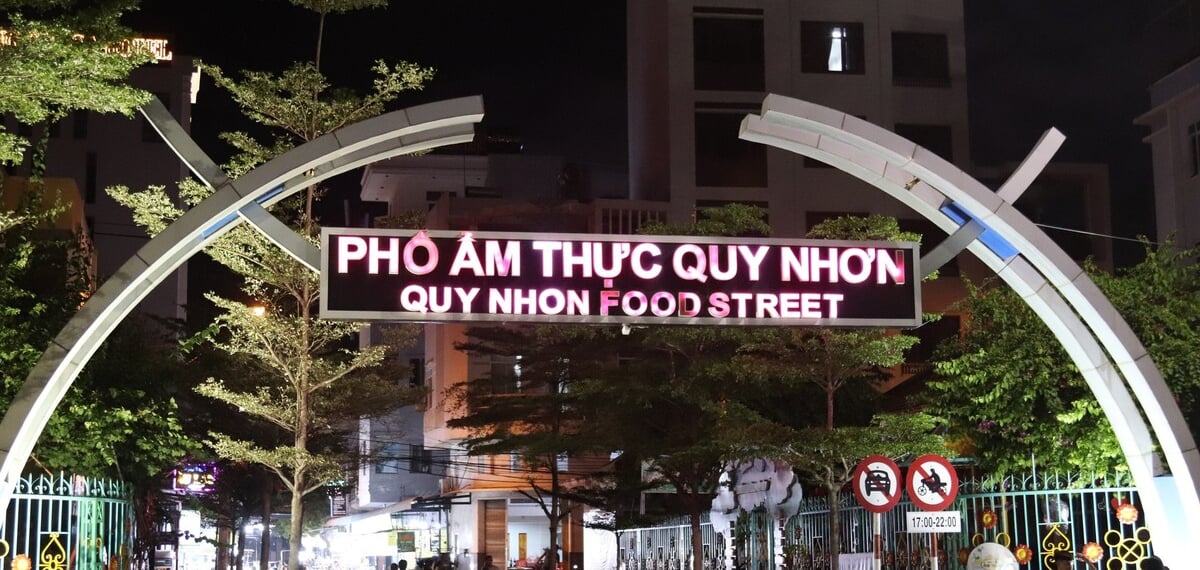 PHỐ ẨM THỰC QUY NHƠN
QUY NHON FOOD STREET
17:00-22:00